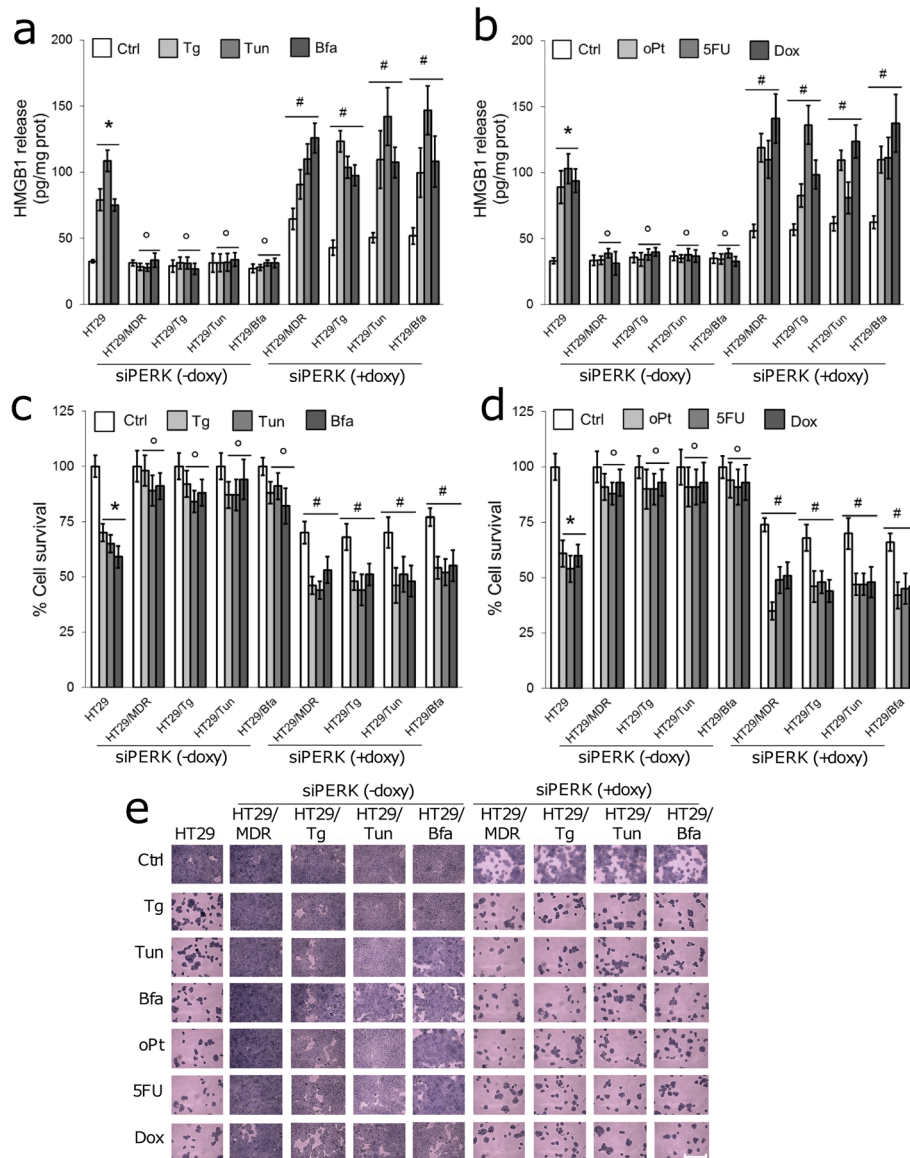 a
Ctrl Tg Tun Bfa
HMGB1 release
(pg/mg prot)
200
150
100
50
0
* ° ° ° ° # # # #
HT29 HT29/MDR HT29/Tg HT29/Tun HT29/Bfa HT29/MDR HT29/Tg HT29/Tun HT29/Bfa
siPERK (-doxy) siPERK (+doxy)
b
Ctrl oPt 5FU Dox
HMGB1 release
(pg/mg prot)
200
150
100
50
0
* ° ° ° ° # # # #
HT29 HT29/MDR HT29/Tg HT29/Tun HT29/Bfa HT29/MDR HT29/Tg HT29/Tun HT29/Bfa
siPERK (-doxy) siPERK (+doxy)
c
Ctrl Tg Tun Bfa
% Cell survival
125
100
75
50
25
0
* ° ° ° ° # # # #
HT29 HT29/MDR HT29/Tg HT29/Tun HT29/Bfa HT29/MDR HT29/Tg HT29/Tun HT29/Bfa
siPERK (-doxy) siPERK (+doxy)
d
Ctrl oPt 5FU Dox
% Cell survival
125
100
75
50
25
0
* ° ° ° ° # # # #
HT29 HT29/MDR HT29/Tg HT29/Tun HT29/Bfa HT29/MDR HT29/Tg HT29/Tun HT29/Bfa
siPERK (-doxy) siPERK (+doxy)
e
siPERK (-doxy) siPERK (+doxy)
HT29/ HT29/ HT29/ HT29/ HT29/ HT29/ HT29/ HT29/
HT29 MDR Tg Tun Bfa MDR Tg Tun Bfa
Ctrl
Tg
Tun
Bfa
oPt
5FU
Dox